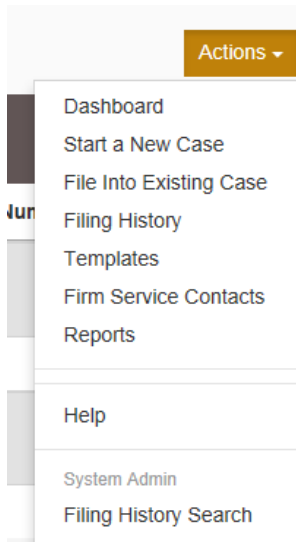 Actions
Dashboard
Start a New Case
File Into Existing Case
Filing History
Templates
Firm Service Contacts
Reports
Help
System Admin
Filing History Search